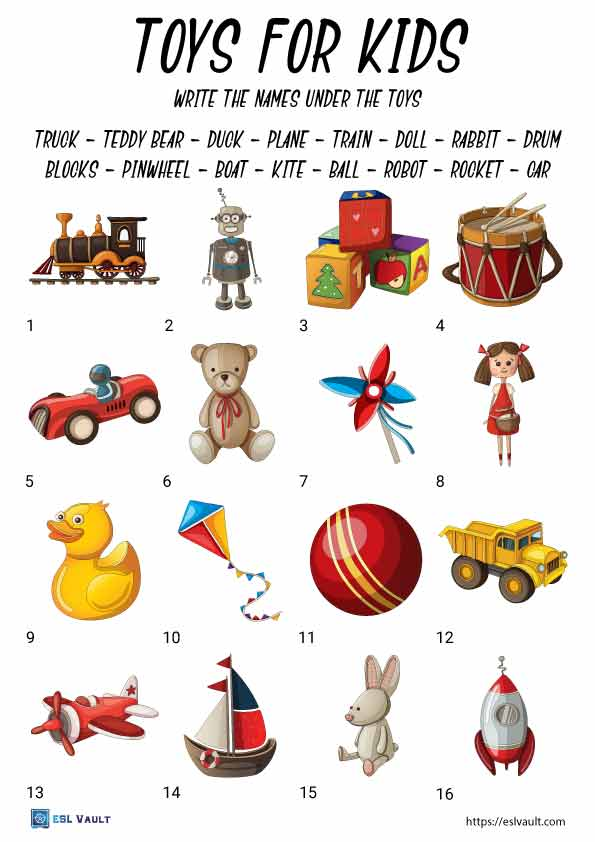 TOYS FOR KIDS
WRITE THE NAMES UNDER THE TOYS
TRUCK - TEDDY BEAR - DUCK - PLANE - TRAIN - DOLL - RABBIT - DRUM
BLOCKS - PINWHEEL - BOAT - KITE - BALL - ROBOT - ROCKET - CAR
A
1 2 3 4
5 6 7 8
9 10 11 12
13 14 15 16
ESL VAULT
https://eslvault.com